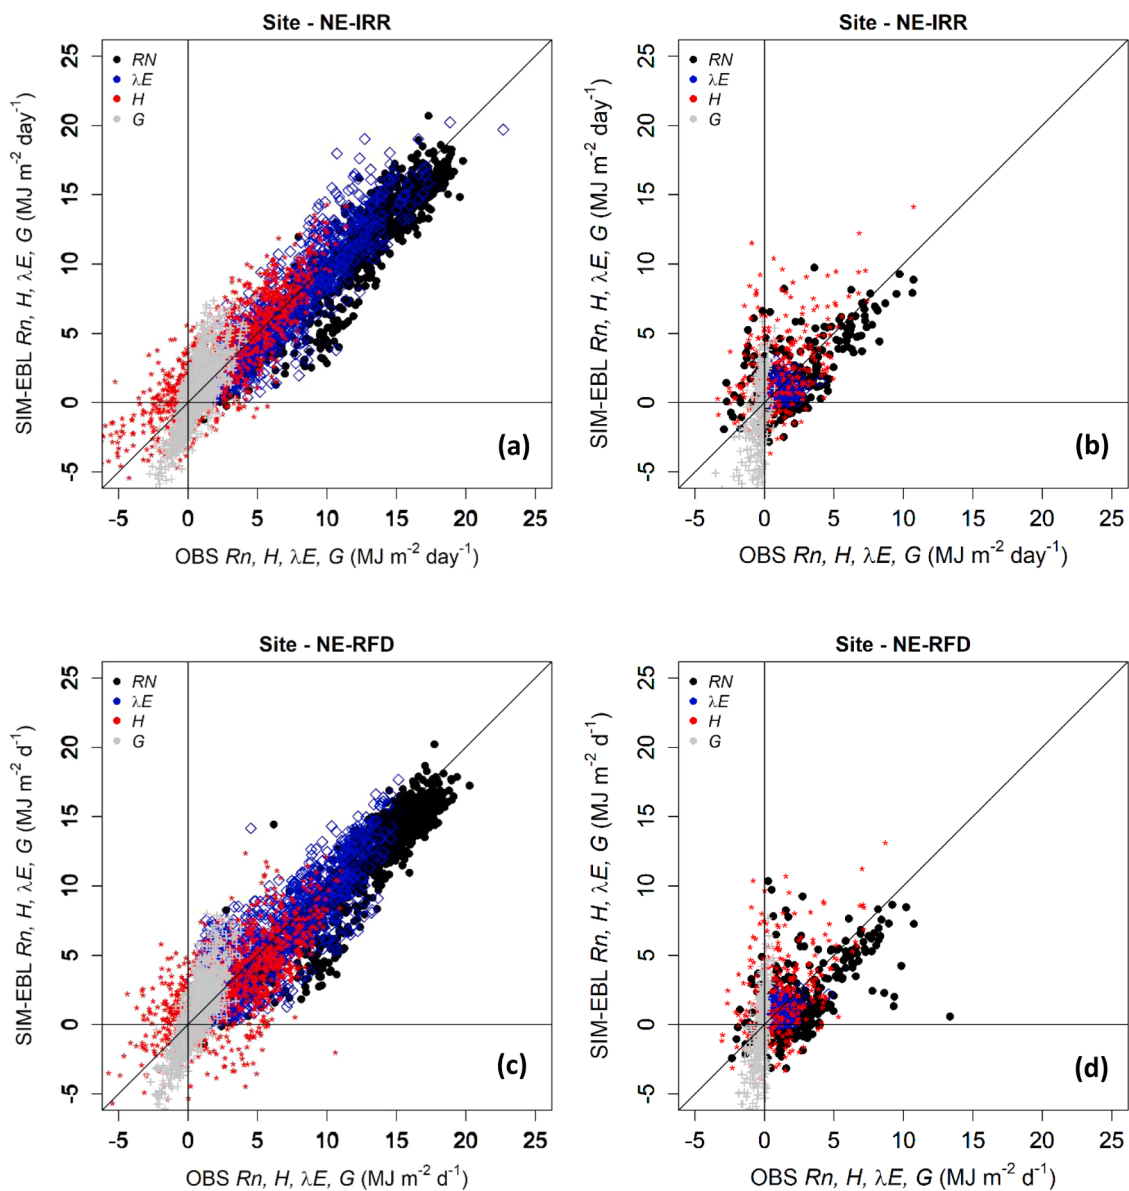 Site - NE-IRR
RN
λE
H
G
25
20
15
10
5
0
-5
SIM-EBL Rn, H, λE, G (MJ m⁻² day⁻¹)
(a)
-5 0 5 10 15 20 25
OBS Rn, H, λE, G (MJ m⁻² day⁻¹)
Site - NE-IRR
RN
λE
H
G
25
20
15
10
5
0
-5
SIM-EBL Rn, H, λE, G (MJ m⁻² day⁻¹)
(b)
-5 0 5 10 15 20 25
OBS Rn, H, λE, G (MJ m⁻² day⁻¹)
Site - NE-RFD
RN
λE
H
G
25
20
15
10
5
0
-5
SIM-EBL Rn, H, λE, G (MJ m⁻² d⁻¹)
(c)
-5 0 5 10 15 20 25
OBS Rn, H, λE, G (MJ m⁻² d⁻¹)
Site - NE-RFD
RN
λE
H
G
25
20
15
10
5
0
-5
SIM-EBL Rn, H, λE, G (MJ m⁻² d⁻¹)
(d)
-5 0 5 10 15 20 25
OBS Rn, H, λE, G (MJ m⁻² d⁻¹)